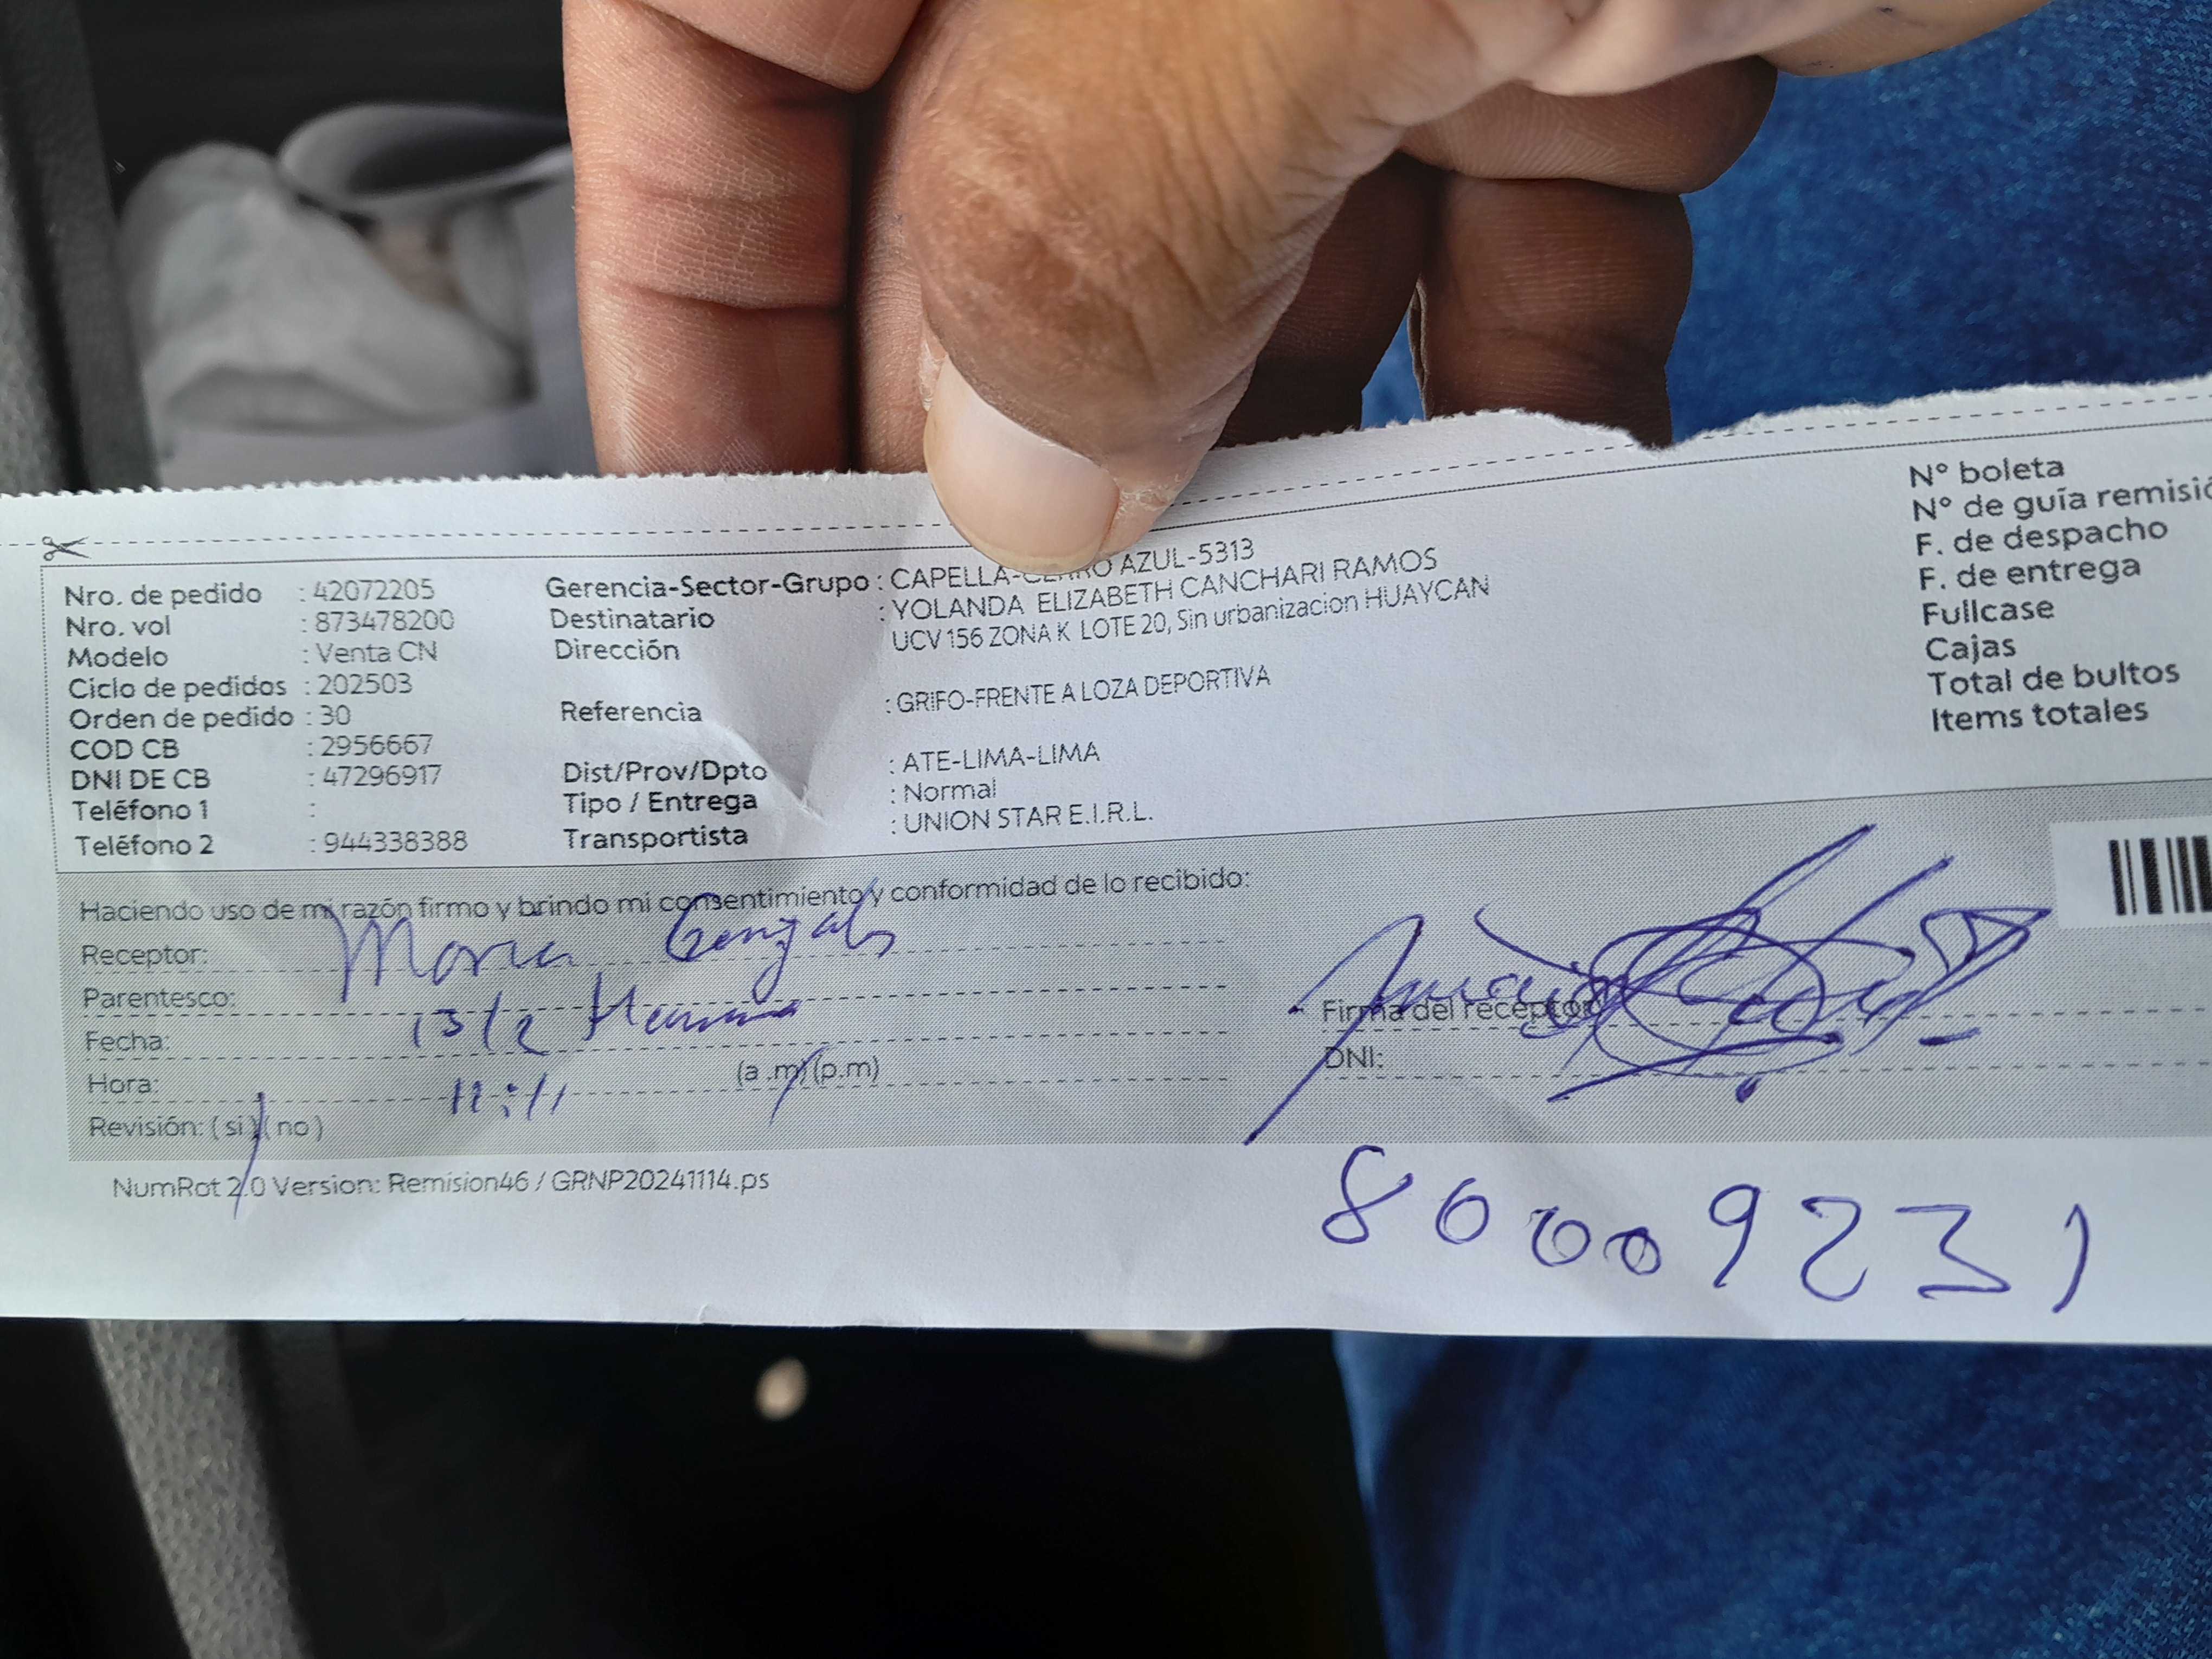 Nro. de pedido : 42072205
Nro. vol : 873478200
Modelo : Venta CN
Ciclo de pedidos : 202503
Orden de pedido : 30
COD CB : 2956667
DNI DE CB : 47296917
Teléfono 1 :
Teléfono 2 : 944338388
Gerencia-Sector-Grupo : CAPELLA-CERRO AZUL-5313
Destinatario : YOLANDA ELIZABETH CANCHARI RAMOS
Dirección UCV 156 ZONA K LOTE 20, Sin urbanizacion HUAYCAN
Referencia : GRIFO-FRENTE A LOZA DEPORTIVA
Dist/Prov/Dpto : ATE-LIMA-LIMA
Tipo / Entrega : Normal
Transportista : UNION STAR E.I.R.L.
N° boleta
N° de guía remisió
F. de despacho
F. de entrega
Fullcase
Cajas
Total de bultos
Items totales
Haciendo uso de mi razón firmo y brindo mi consentimiento y conformidad de lo recibido:
Receptor: Maria
Parentesco:
Fecha: 13/2
Hora: 11:11 (a .m) (p.m)
Revisión: ( si ) ( no )
Firma del receptor
DNI:
80009231
NumRot 2.0 Version: Remision46 / GRNP20241114.ps